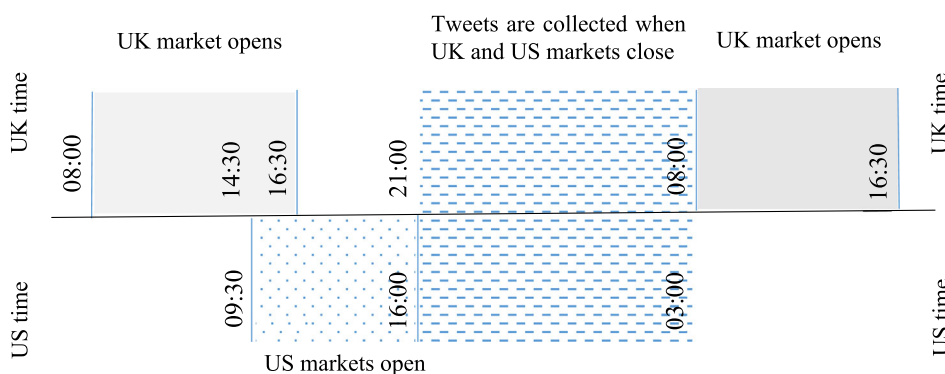 Tweets are collected when
UK and US markets close
UK market opens
UK market opens
UK time
UK time
08:00
14:30
16:30
21:00
08:00
16:30
09:30
16:00
03:00
US time
US time
US markets open